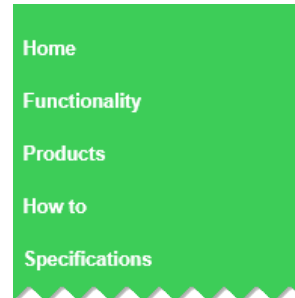 Home
Functionality
Products
How to
Specifications